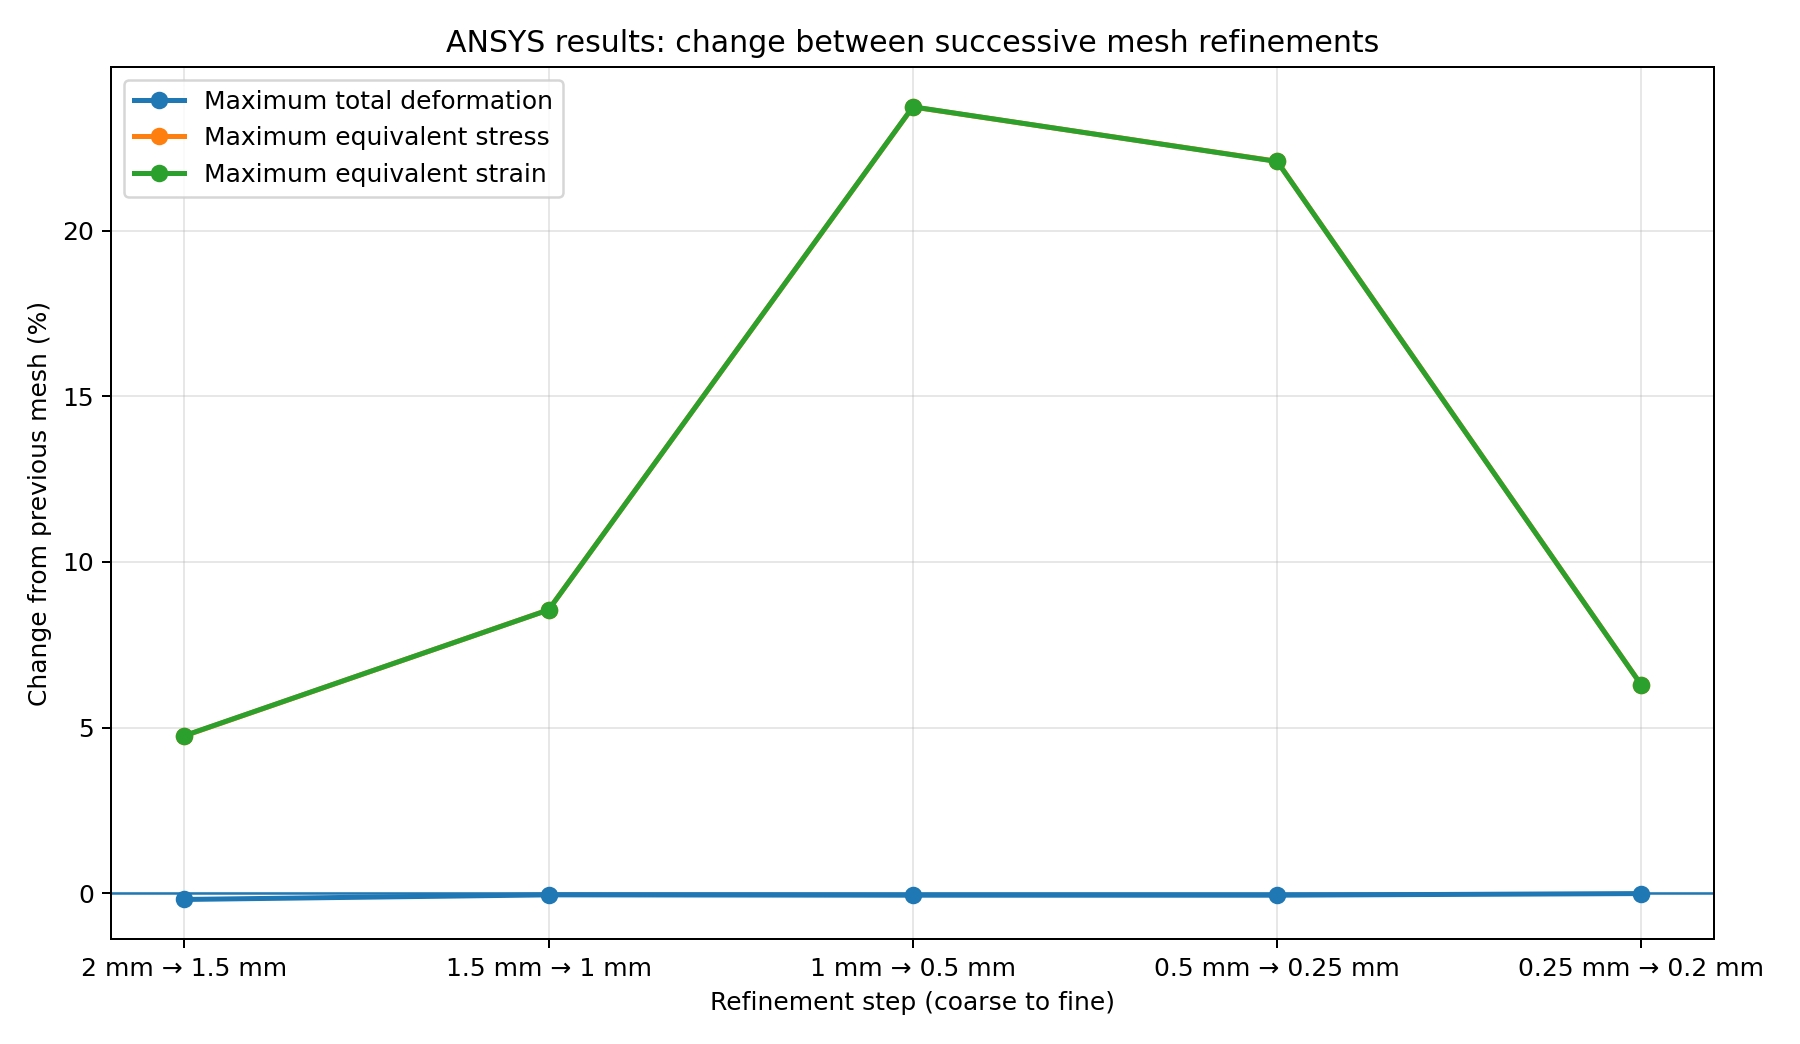 ANSYS results: change between successive mesh refinements
Maximum total deformation
Maximum equivalent stress
Maximum equivalent strain
Change from previous mesh (%)
20
15
10
5
0
2 mm → 1.5 mm
1.5 mm → 1 mm
1 mm → 0.5 mm
0.5 mm → 0.25 mm
0.25 mm → 0.2 mm
Refinement step (coarse to fine)